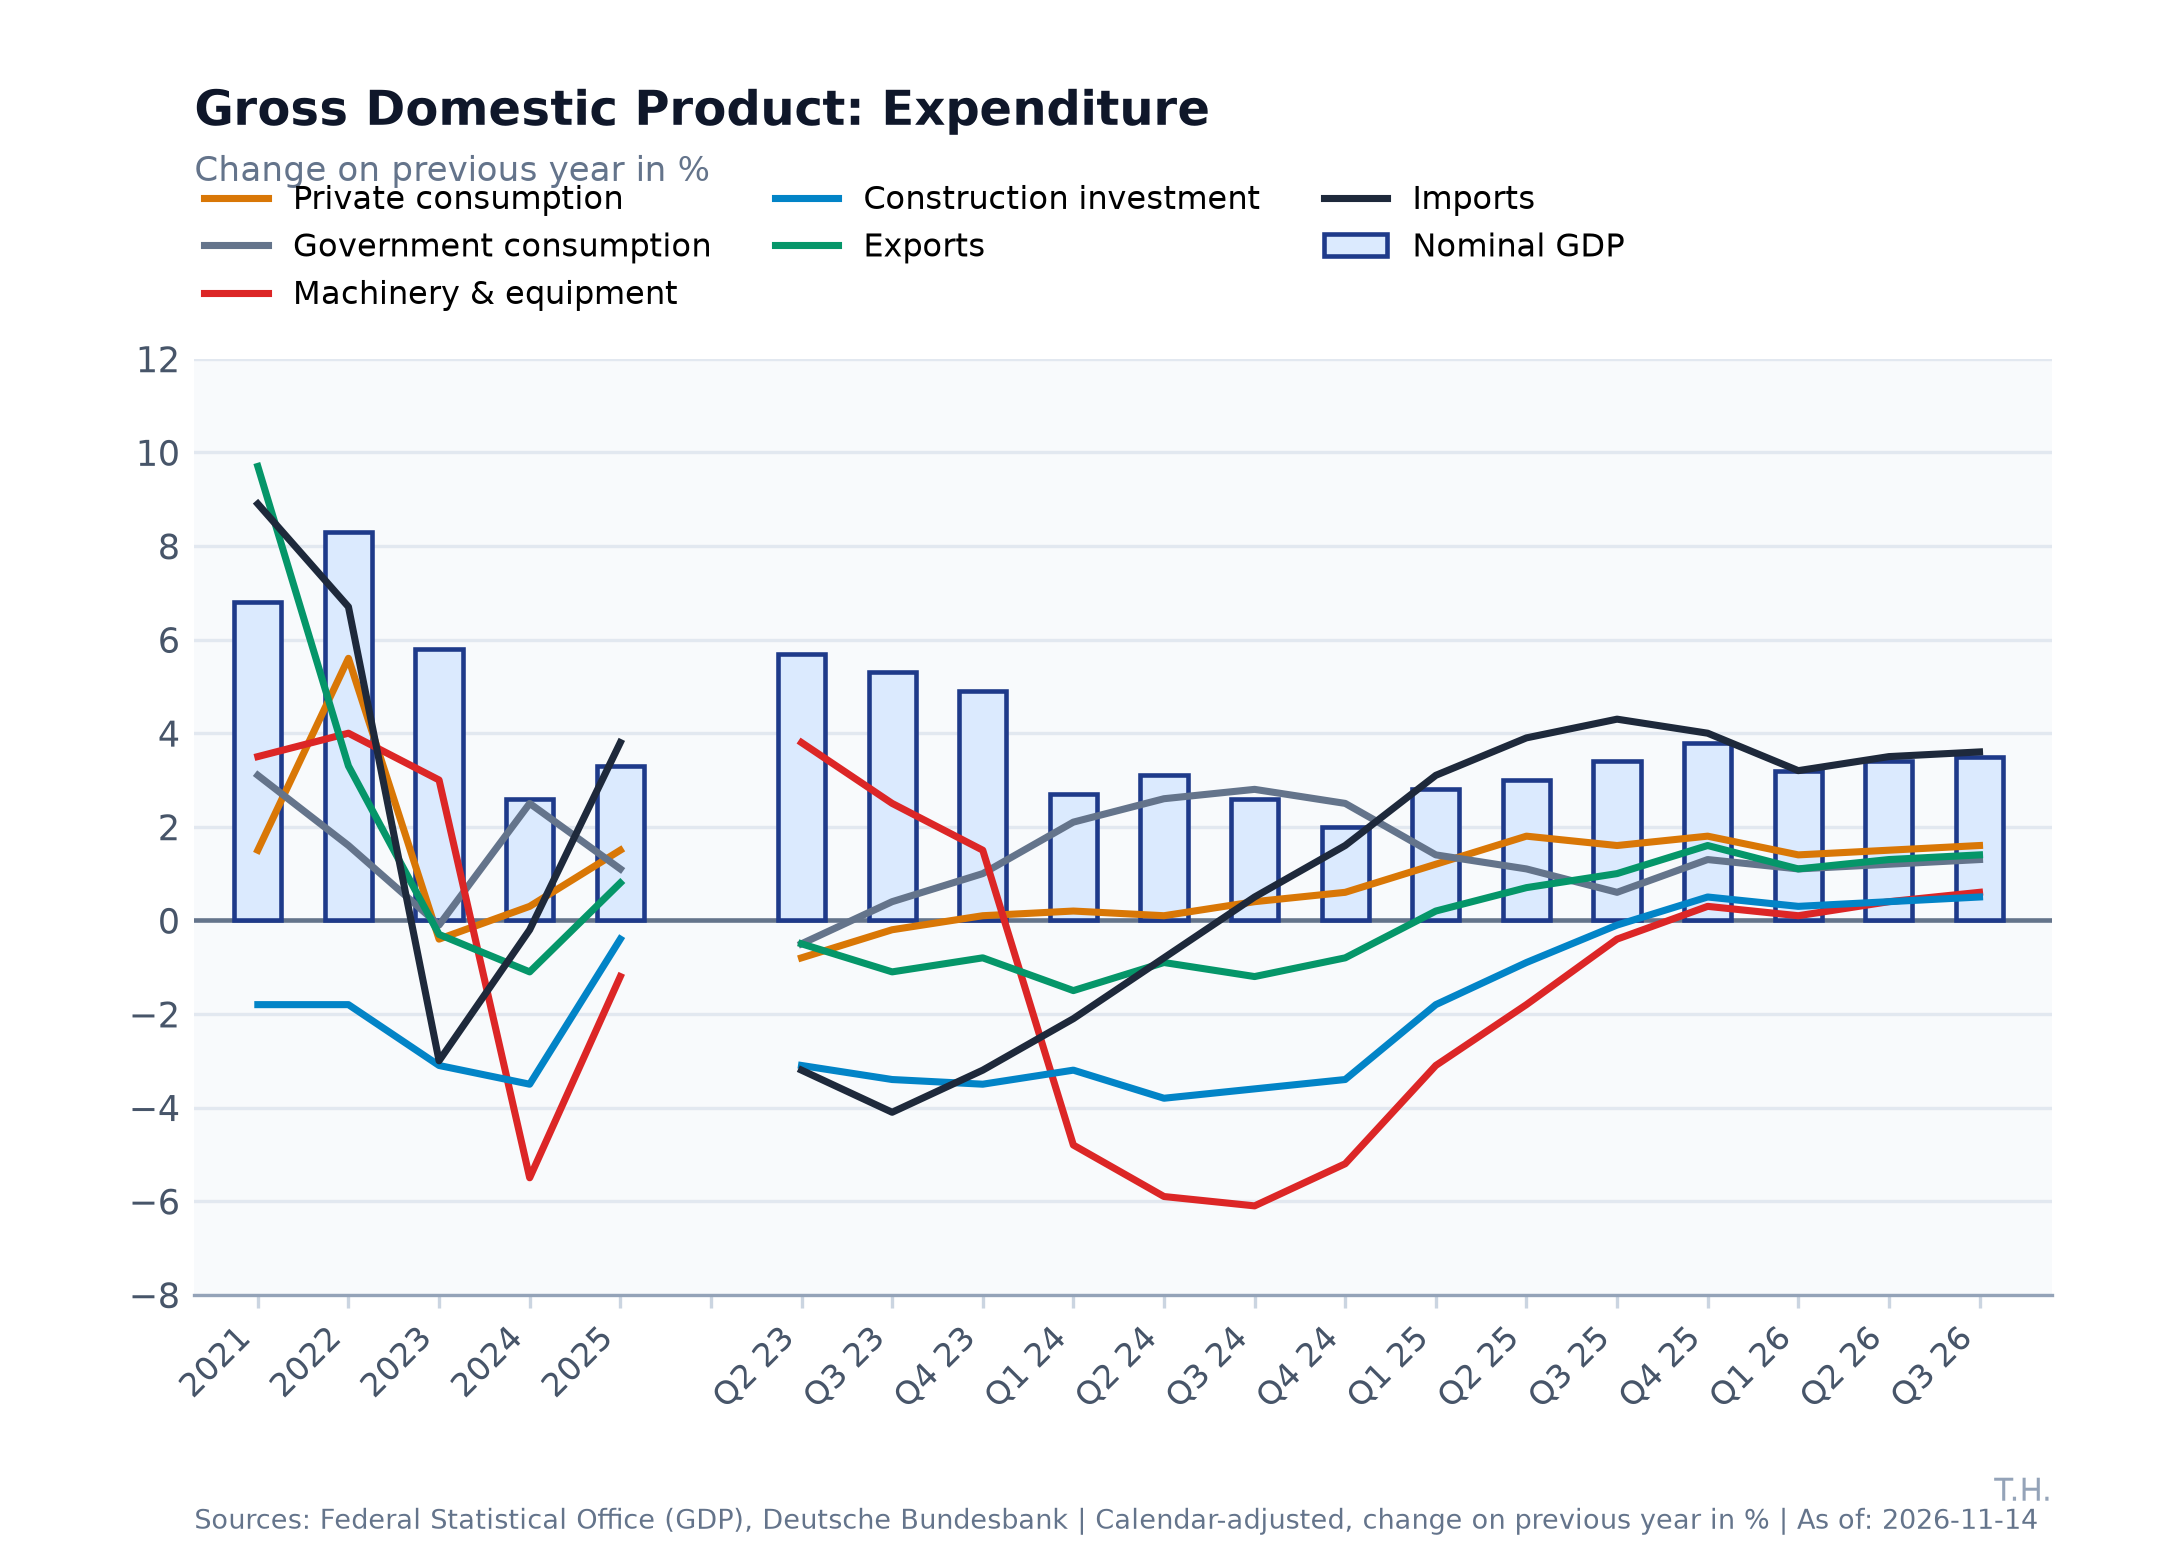 Gross Domestic Product: Expenditure
Change on previous year in %
Private consumption
Construction investment
Imports
Government consumption
Exports
Nominal GDP
Machinery & equipment
12
10
8
6
4
2
0
−2
−4
−6
−8
2021
2022
2023
2024
2025
Q2 23
Q3 23
Q4 23
Q1 24
Q2 24
Q3 24
Q4 24
Q1 25
Q2 25
Q3 25
Q4 25
Q1 26
Q2 26
Q3 26
T.H.
Sources: Federal Statistical Office (GDP), Deutsche Bundesbank | Calendar-adjusted, change on previous year in % | As of: 2026-11-14